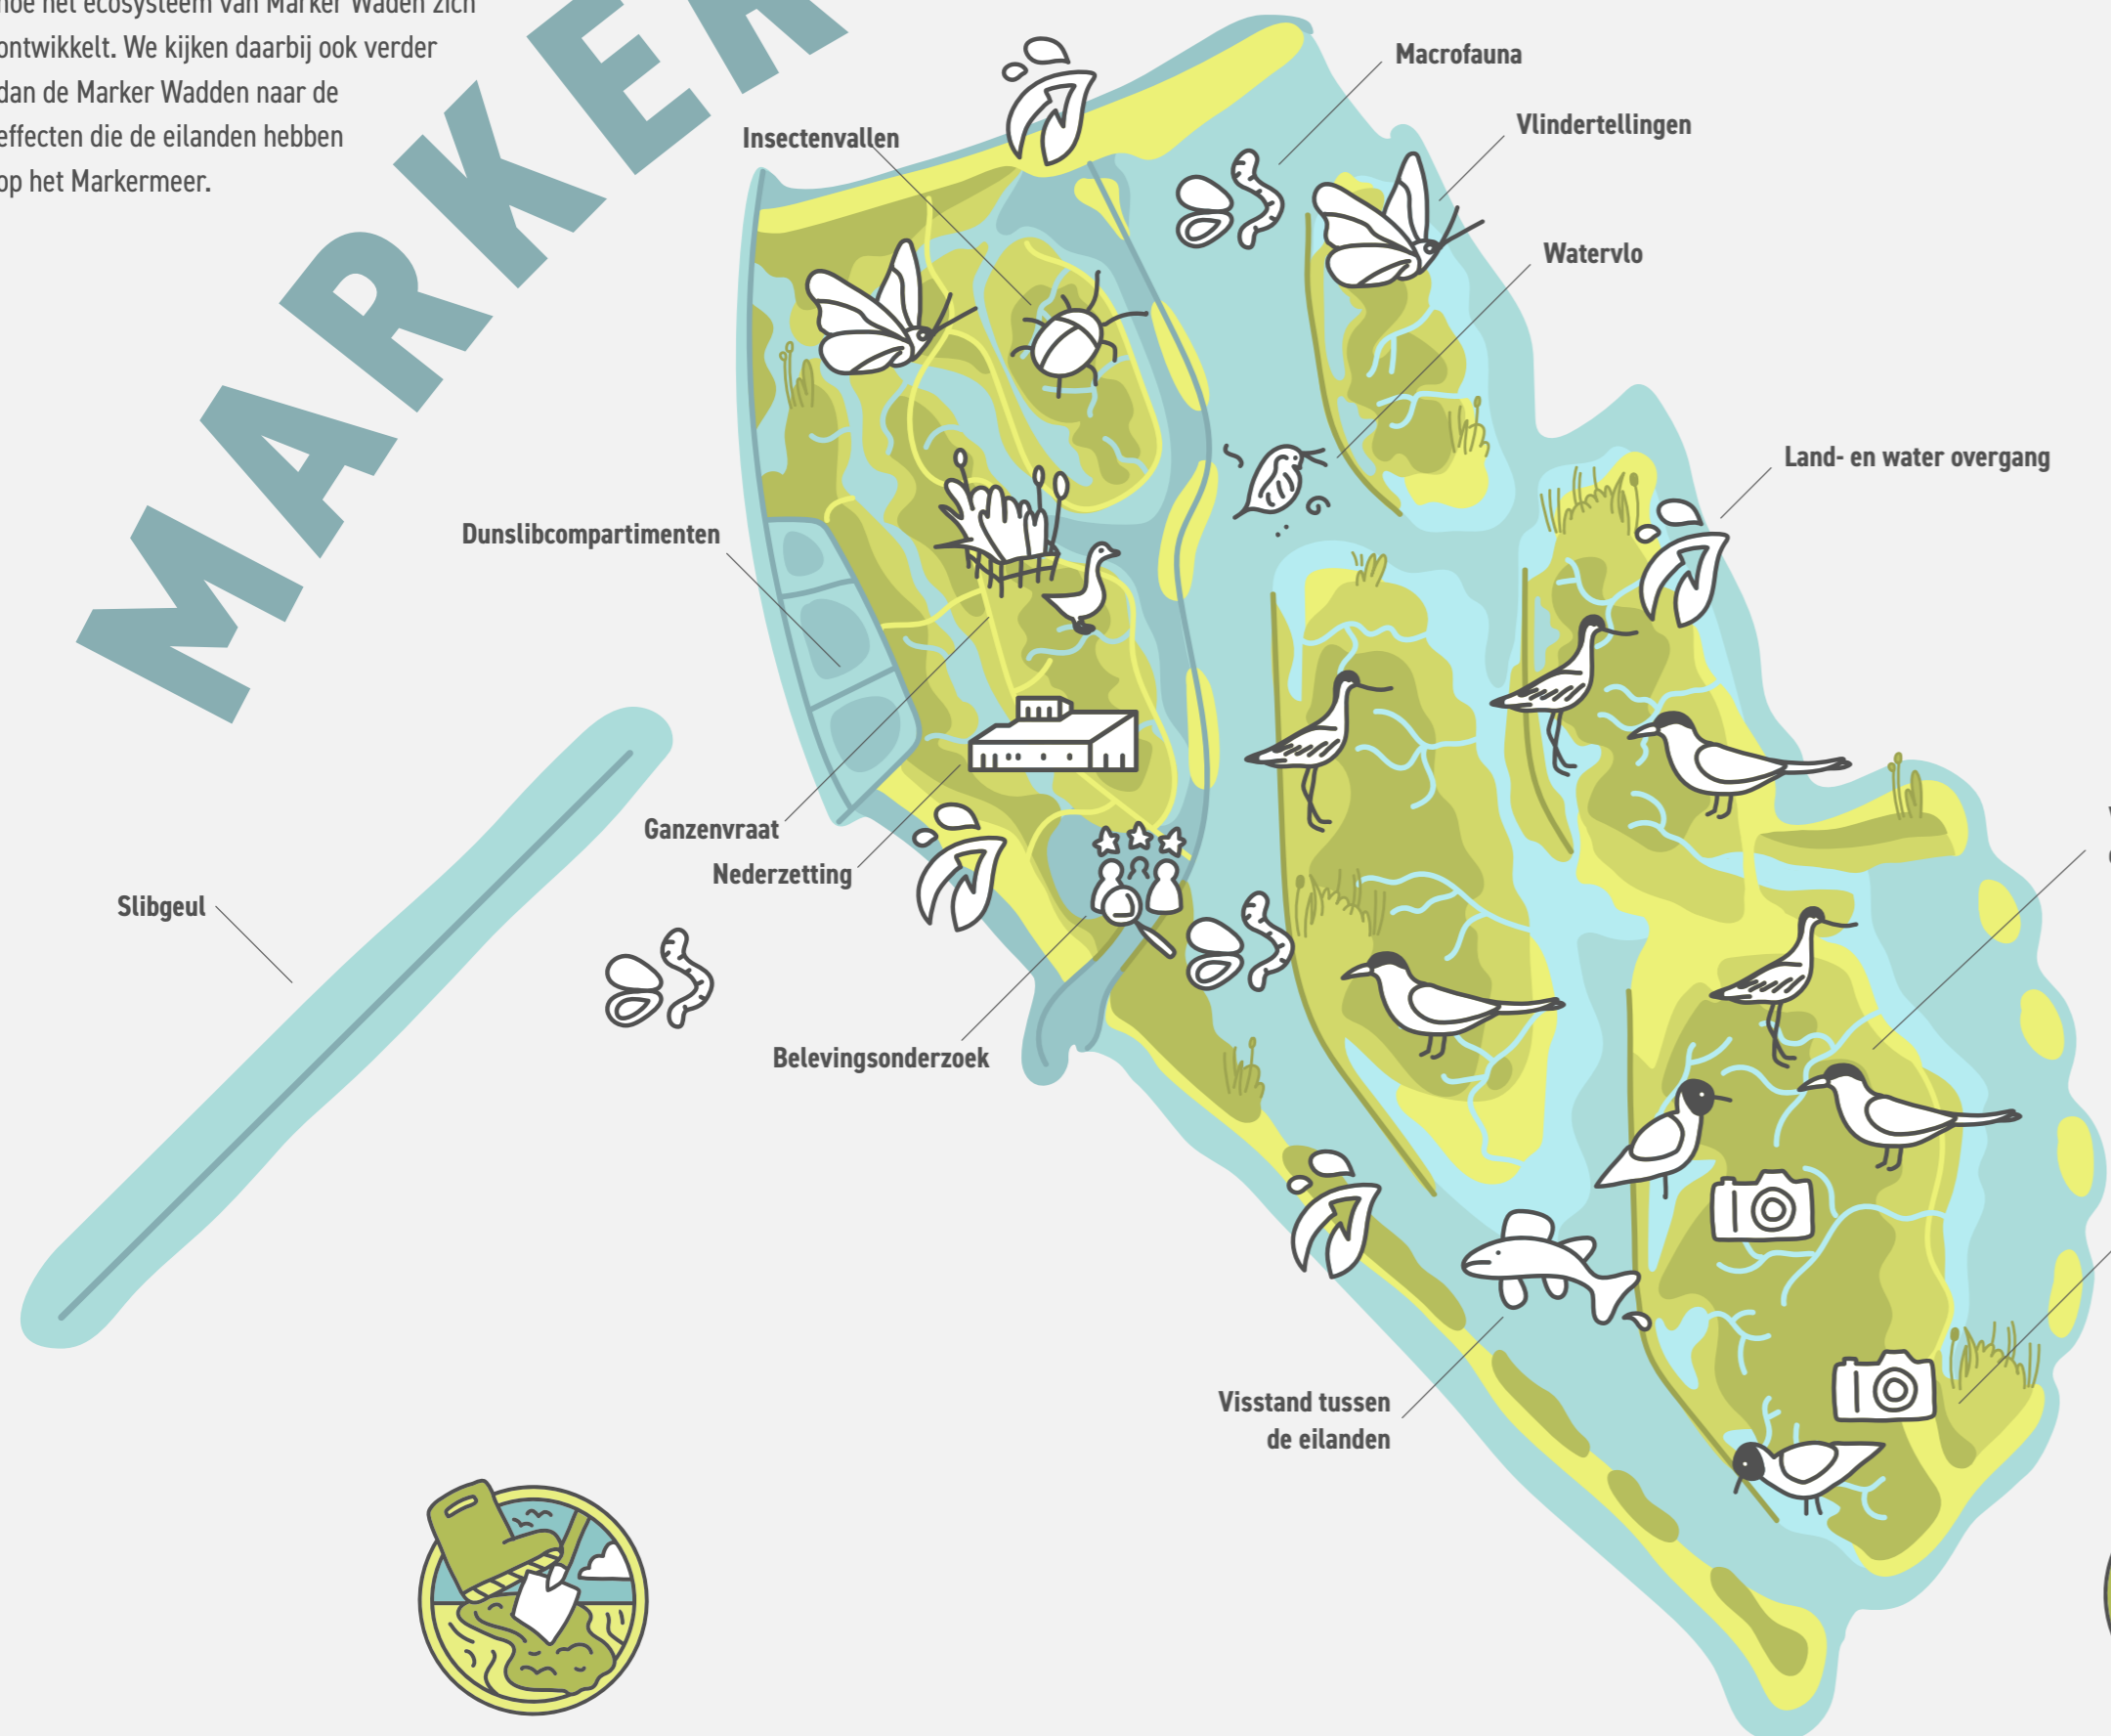 hoe het ecosysteem van Marker Waden zich
ontwikkelt. We kijken daarbij ook verder
dan de Marker Wadden naar de
effecten die de eilanden hebben
op het Markermeer.
MARKER
Macrofauna
Vlindertellingen
Insectenvallen
Watervlo
Land- en water overgang
Dunslibcompartimenten
Ganzenvraat
Nederzetting
Slibgeul
Belevingsonderzoek
Visstand tussen
de eilanden